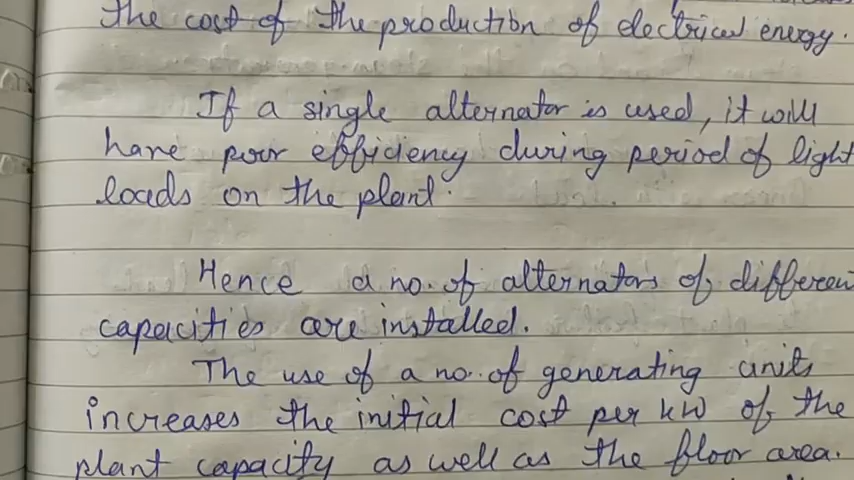 the cost of the production of electrical energy.
If a single alternator is used, it will
have poor efficiency during period of light
loads on the plant.
Hence a no. of alternators of differen
capacities are installed.
The use of a no. of generating units
increases the initial cost per kW of the
plant capacity as well as the floor area.